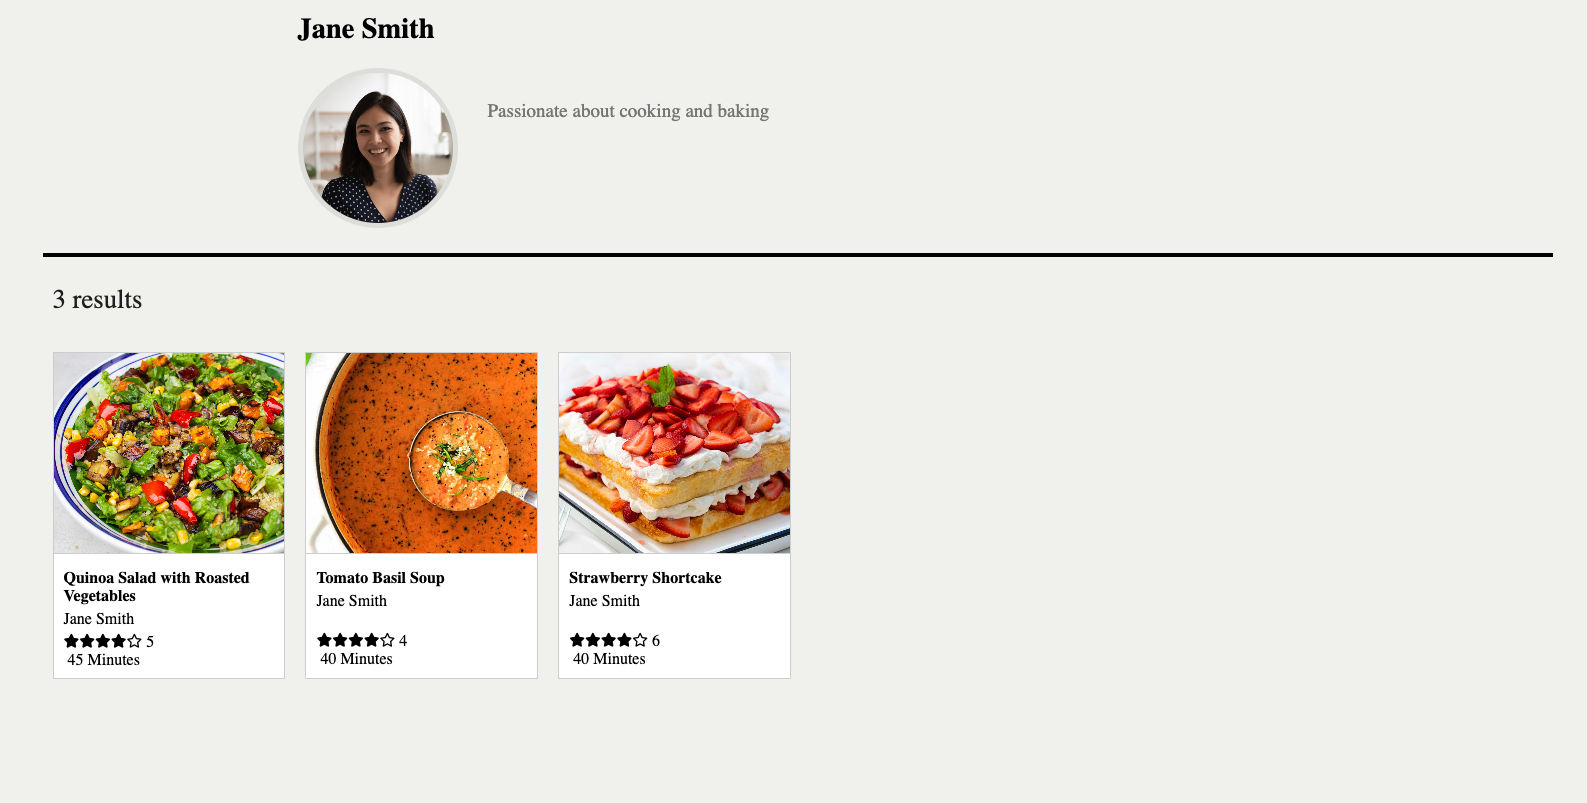 Jane Smith
Passionate about cooking and baking
3 results
Quinoa Salad with Roasted
Vegetables
Jane Smith
5
45 Minutes
Tomato Basil Soup
Jane Smith
4
40 Minutes
Strawberry Shortcake
Jane Smith
6
40 Minutes